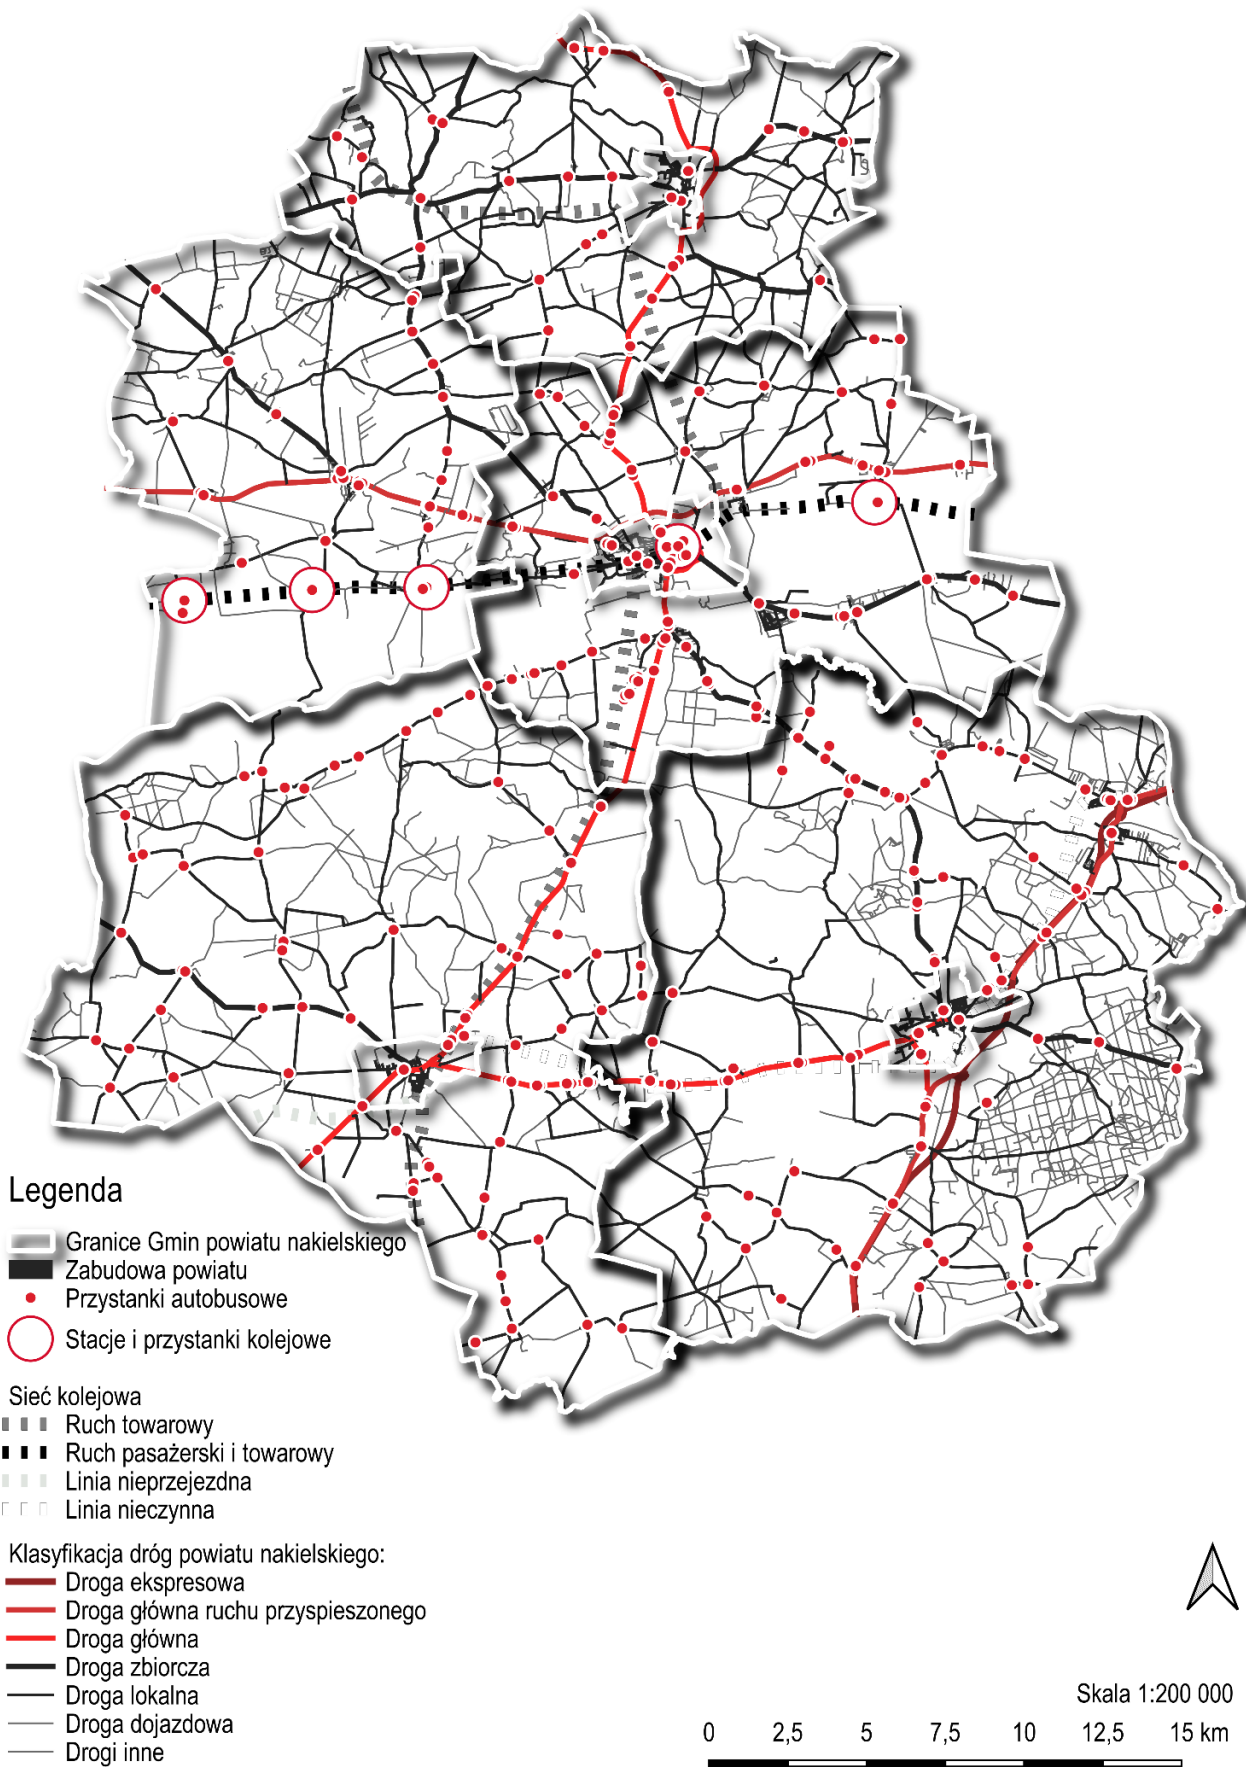 Legenda
Granice Gmin powiatu nakielskiego
Zabudowa powiatu
Przystanki autobusowe
Stacje i przystanki kolejowe
Sieć kolejowa
Ruch towarowy
Ruch pasażerski i towarowy
Linia nieprzejezdna
Linia nieczynna
Klasyfikacja dróg powiatu nakielskiego:
Droga ekspresowa
Droga główna ruchu przyspieszonego
Droga główna
Droga zbiorcza
Droga lokalna
Droga dojazdowa
Drogi inne
Skala 1:200 000
0 2,5 5 7,5 10 12,5 15 km